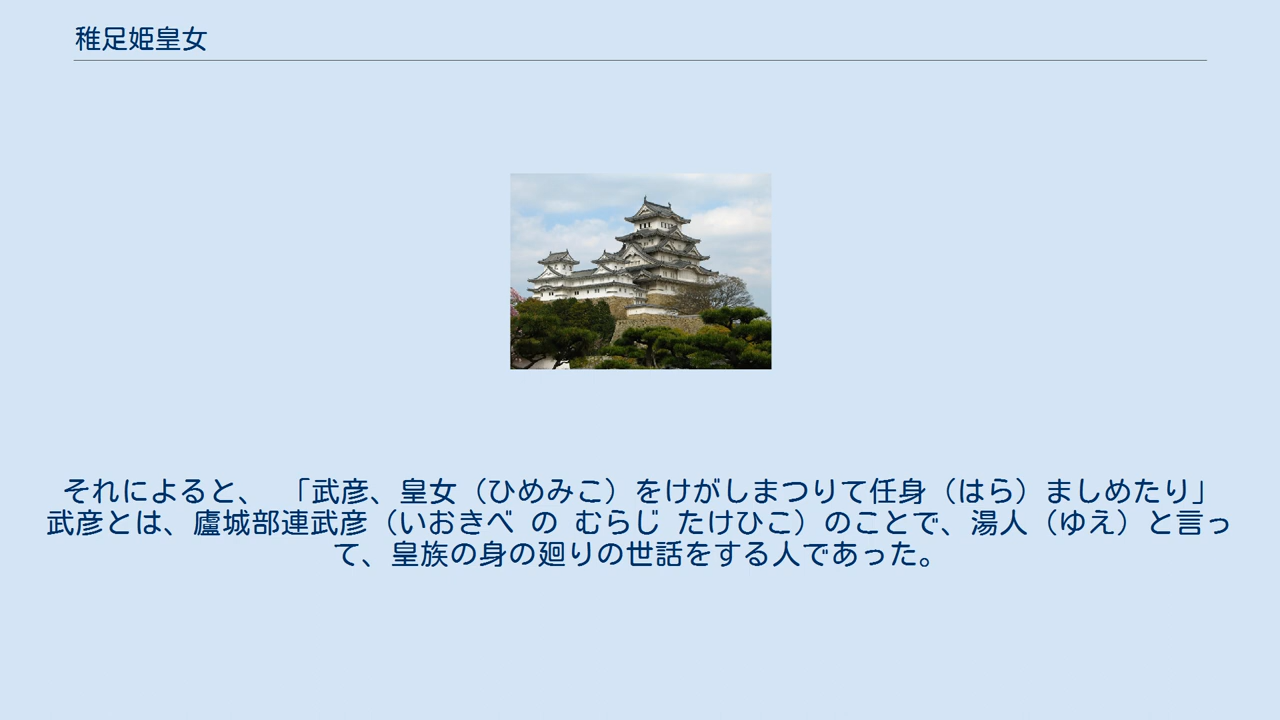 稚足姫皇女
それによると、 「武彦、皇女（ひめみこ）をけがしまつりて任身（はら）ましめたり」
武彦とは、廬城部連武彦（いおきべ の むらじ たけひこ）のことで、湯人（ゆえ）と言っ
て、皇族の身の廻りの世話をする人であった。